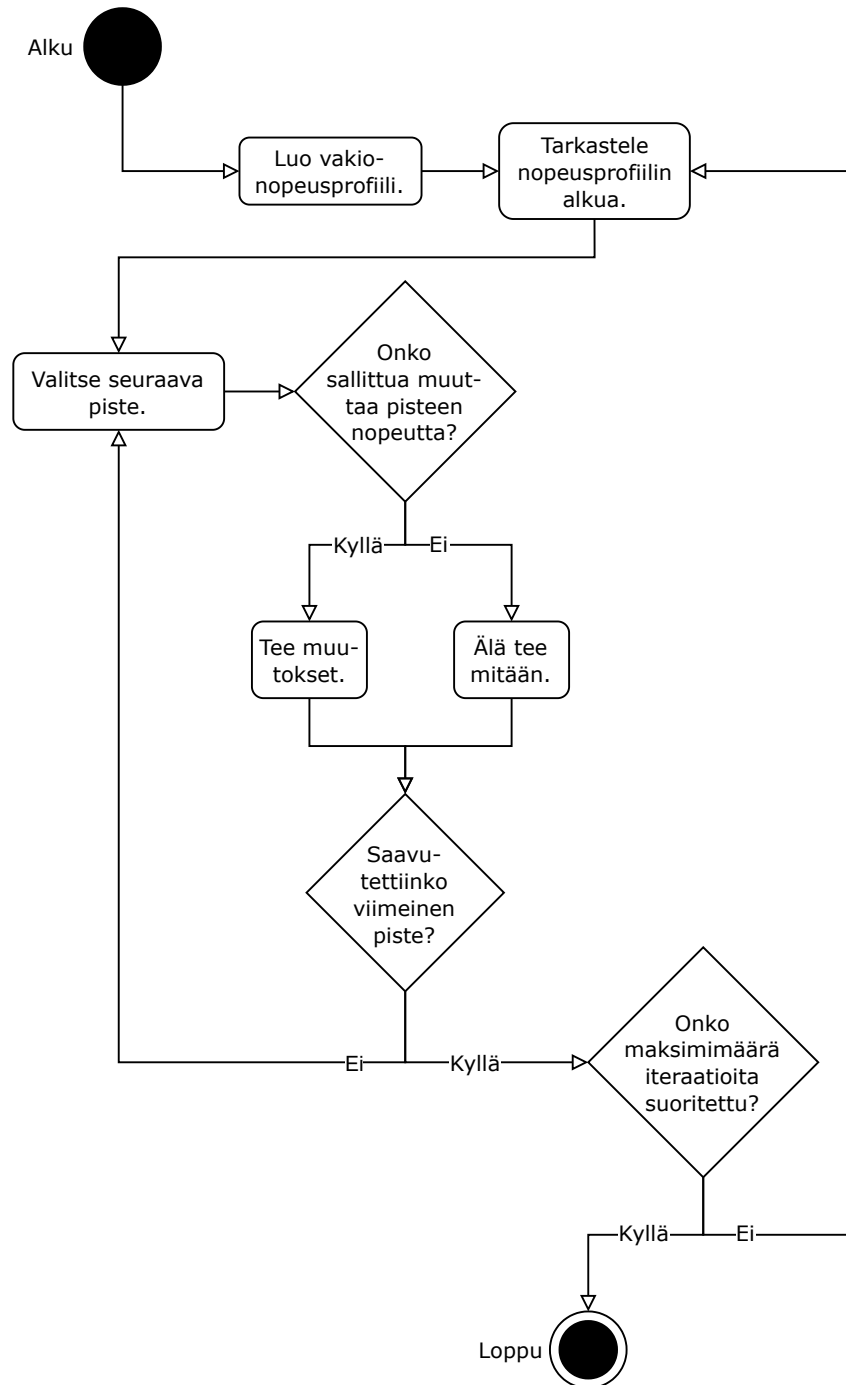 Alku
Luo vakio-
nopeusprofiili.
Tarkastele
nopeusprofiilin
alkua.
Valitse seuraava
piste.
Onko
sallittua muut-
taa pisteen
nopeutta?
Kyllä
Ei
Tee muu-
tokset.
Älä tee
mitään.
Saavu-
tettiinko
viimeinen
piste?
Ei
Kyllä
Onko
maksimimäärä
iteraatioita
suoritettu?
Kyllä
Ei
Loppu